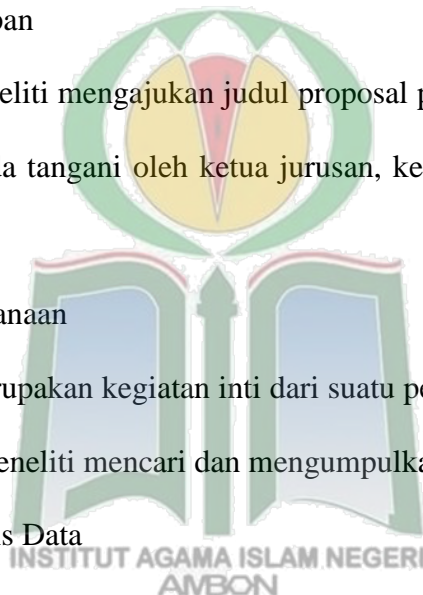 pan
eliti mengajukan judul proposal p
a tangani oleh ketua jurusan, ke
anaan
rupakan kegiatan inti dari suatu pe
eneliti mencari dan mengumpulka
is Data
INSTITUT AGAMA ISLAM NEGERI
AMBON